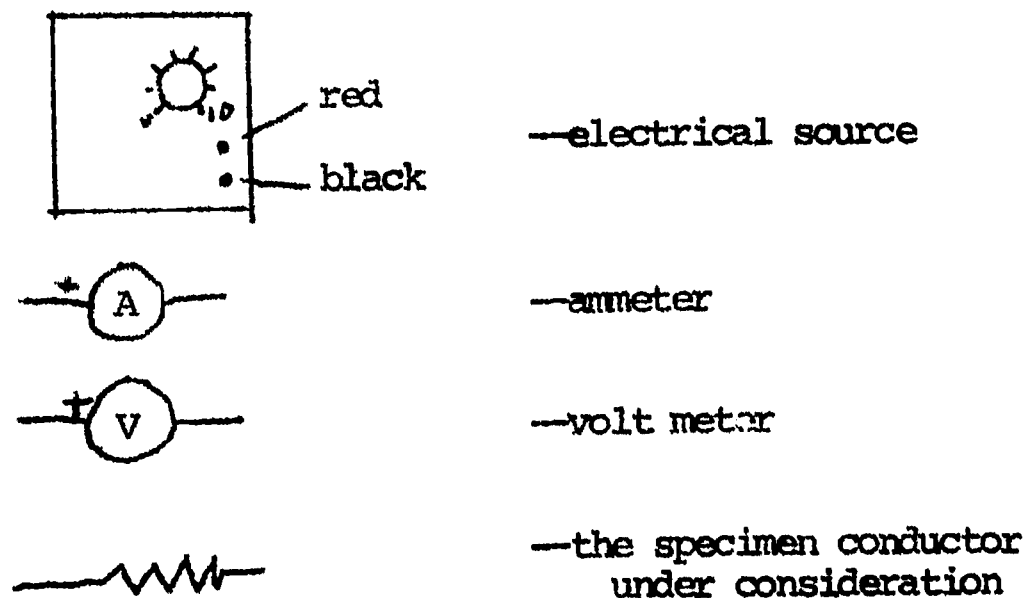 red
—electrical source
black
+
A
—ammeter
+
V
—volt meter
—the specimen conductor
under consideration